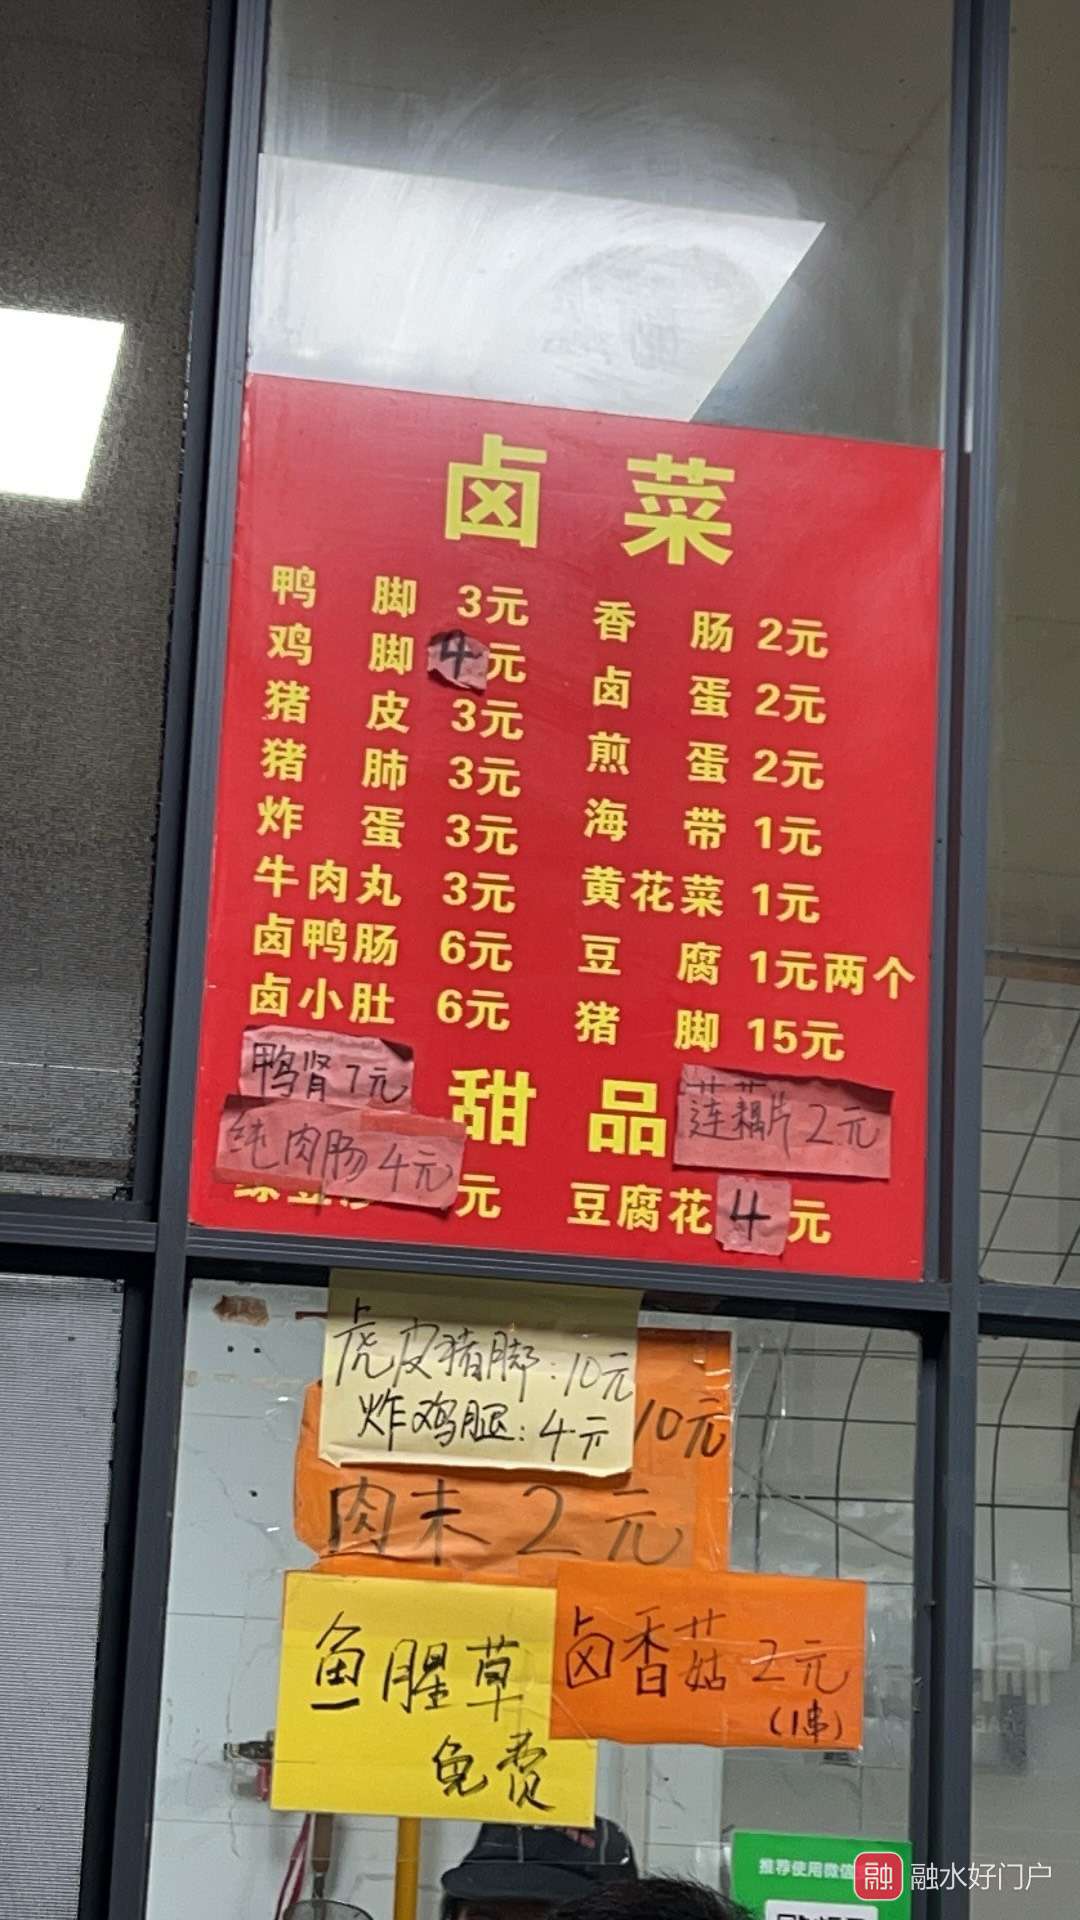 卤菜
鸭脚 3元
鸡脚 4元
猪皮 3元
猪肺 3元
炸蛋 3元
牛肉丸 3元
卤鸭肠 6元
卤小肚 6元
鸭肾7元
纯肉肠4元
香肠 2元
卤蛋 2元
煎蛋 2元
海带 1元
黄花菜 1元
豆腐 1元两个
猪脚 15元
甜品
莲藕片2元
元
豆腐花4元
虎皮猪脚:10元
炸鸡腿:4元
10元
肉末2元
鱼腥草
免费
卤香菇2元
(1串)
推荐使用微信
融 融水好门户